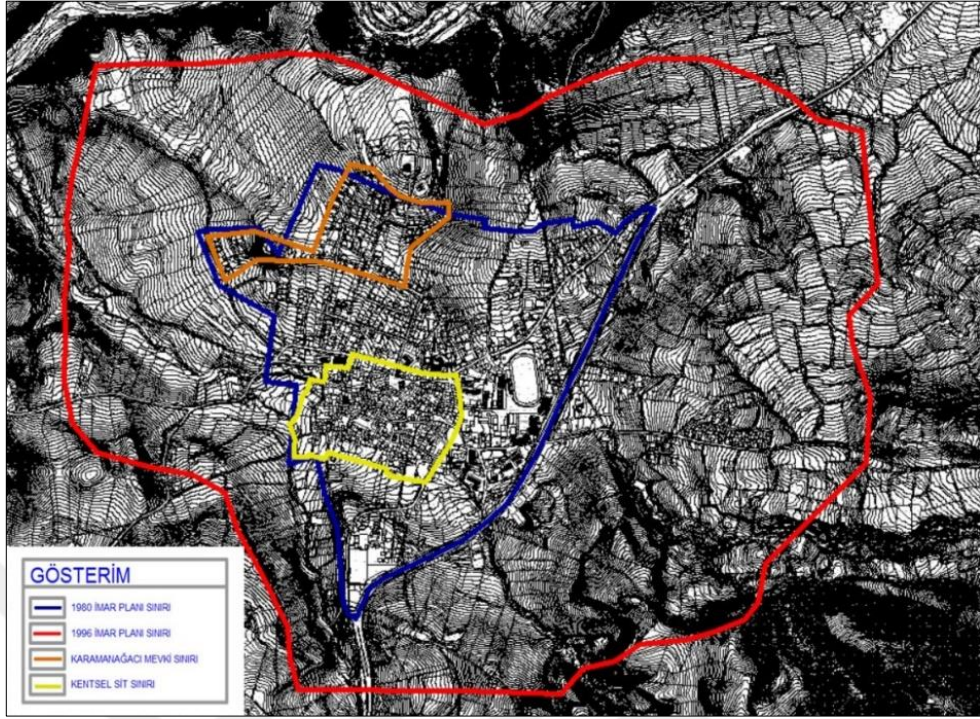 GÖSTERİM
1980 İMAR PLANI SINIRI
1996 İMAR PLANI SINIRI
KARAMANAĞACI MEVKİ SINIRI
KENTSEL SİT SINIRI